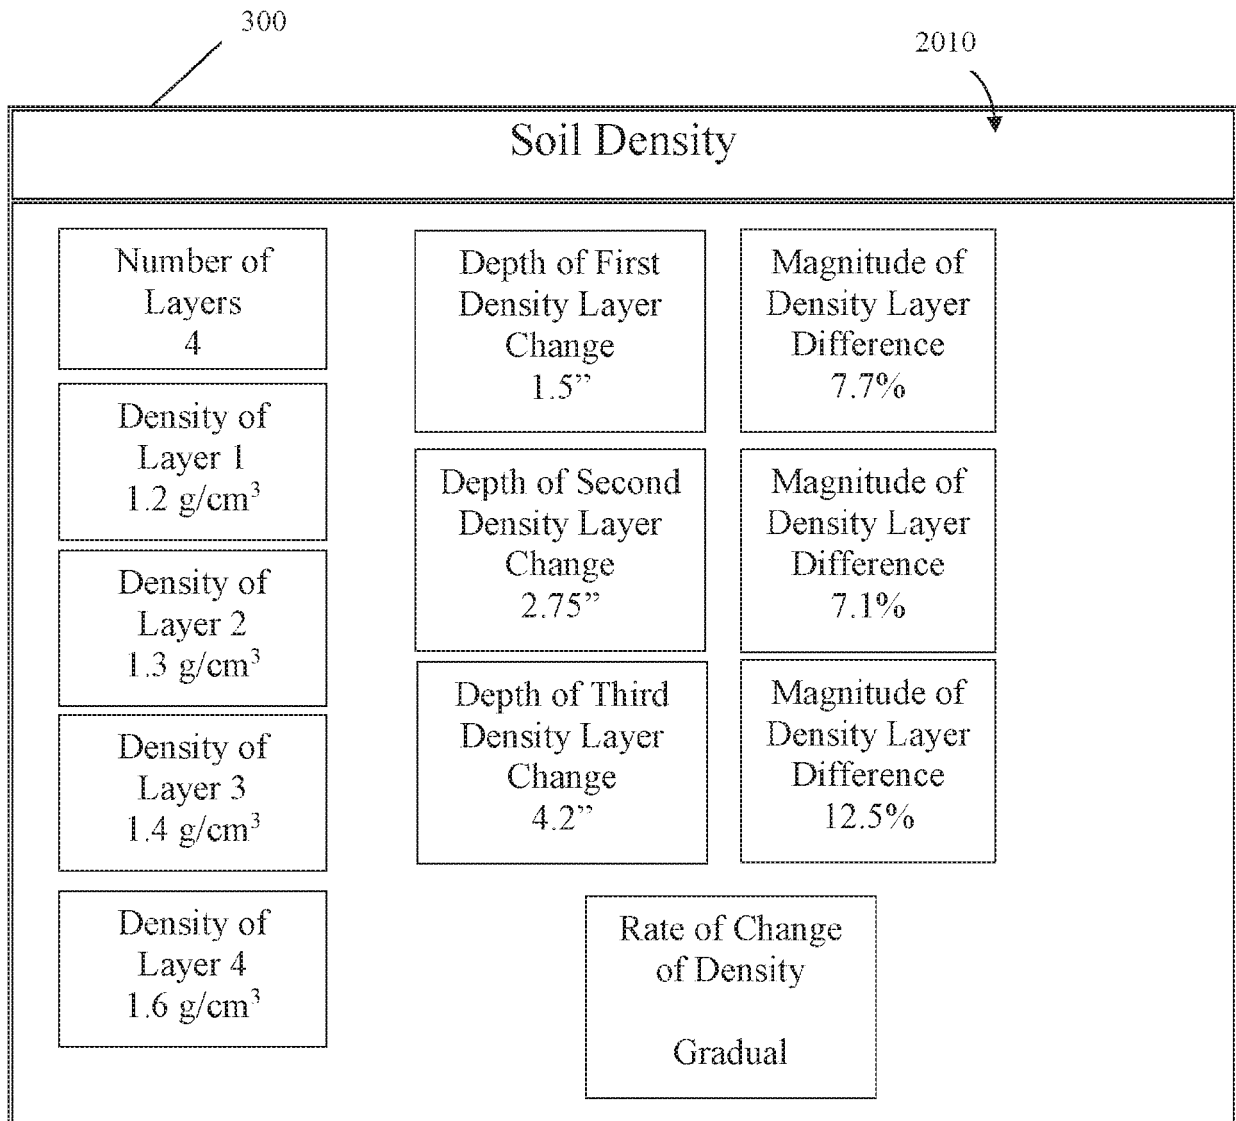 300
2010
Soil Density
Number of
Layers
4
Density of
Layer 1
1.2 g/cm³
Density of
Layer 2
1.3 g/cm³
Density of
Layer 3
1.4 g/cm³
Density of
Layer 4
1.6 g/cm³
Depth of First
Density Layer
Change
1.5”
Depth of Second
Density Layer
Change
2.75”
Depth of Third
Density Layer
Change
4.2”
Magnitude of
Density Layer
Difference
7.7%
Magnitude of
Density Layer
Difference
7.1%
Magnitude of
Density Layer
Difference
12.5%
Rate of Change
of Density
Gradual